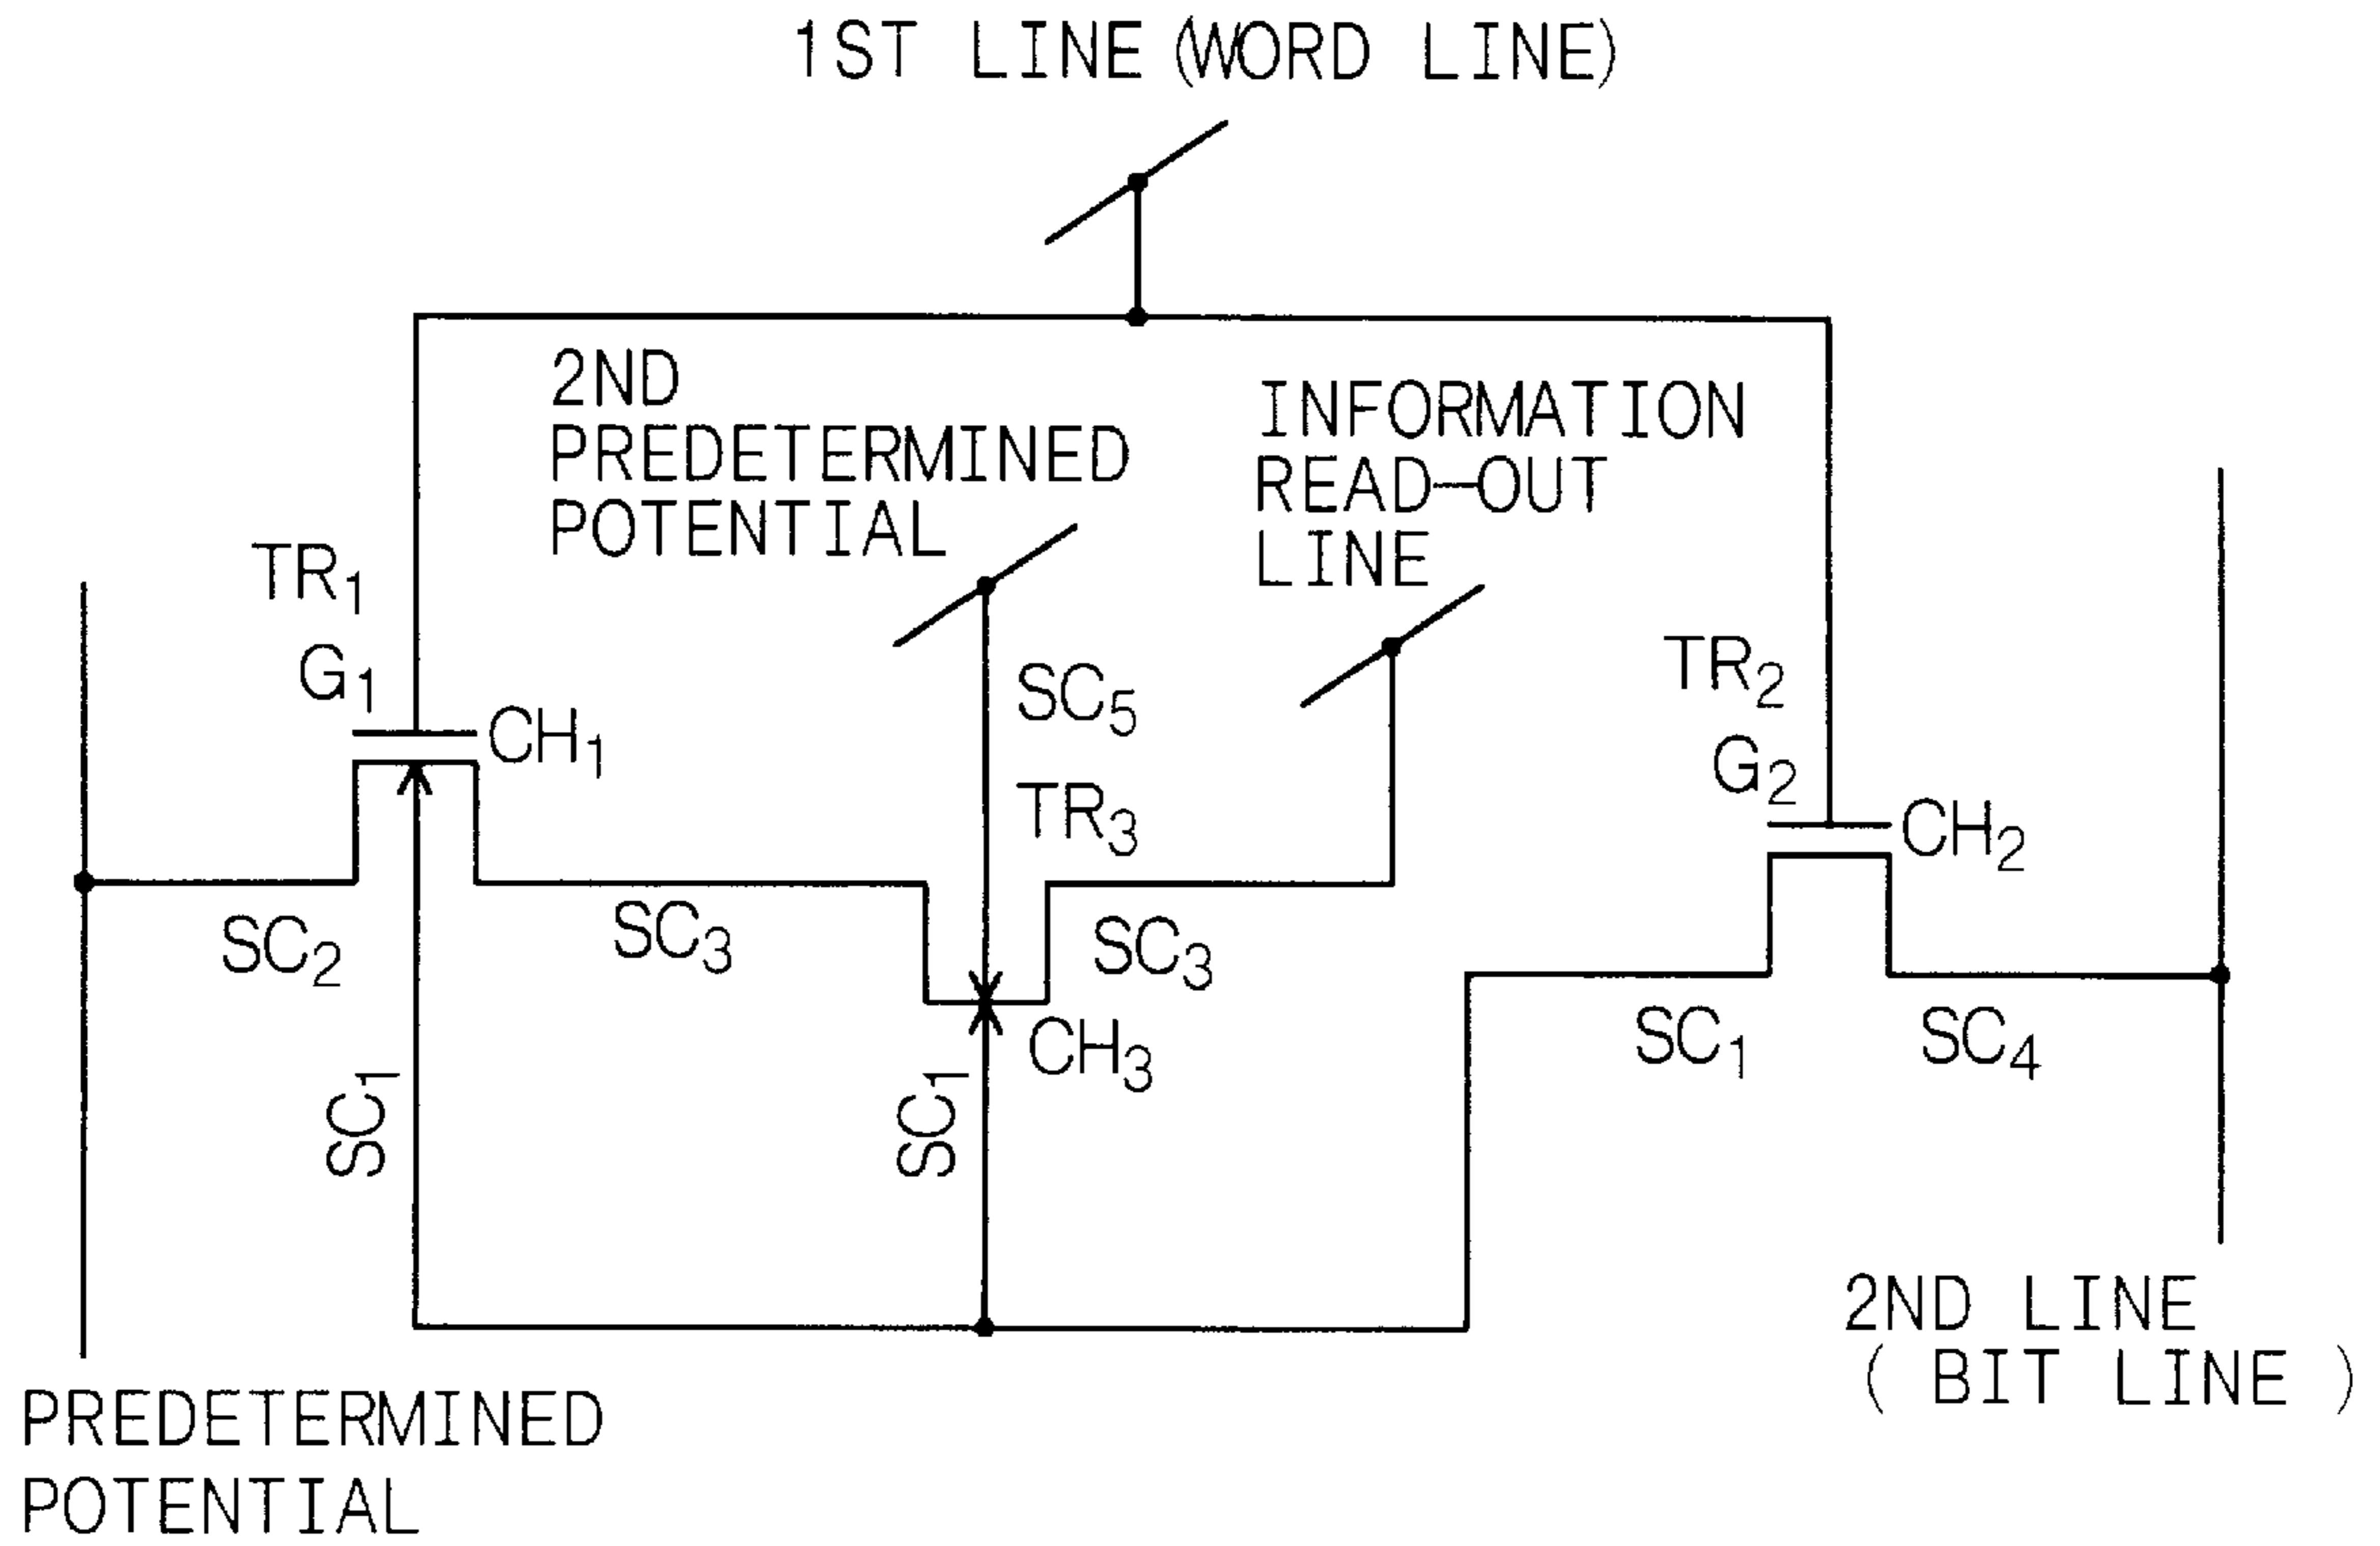 1ST LINE (WORD LINE)
2ND
PREDETERMINED
POTENTIAL
INFORMATION
READ-OUT
LINE
TR1
G1
CH1
SC5
TR3
TR2
G2
CH2
SC2
SC3
SC3
CH3
SC1
SC4
SC1
SC1
2ND LINE
( BIT LINE )
PREDETERMINED
POTENTIAL